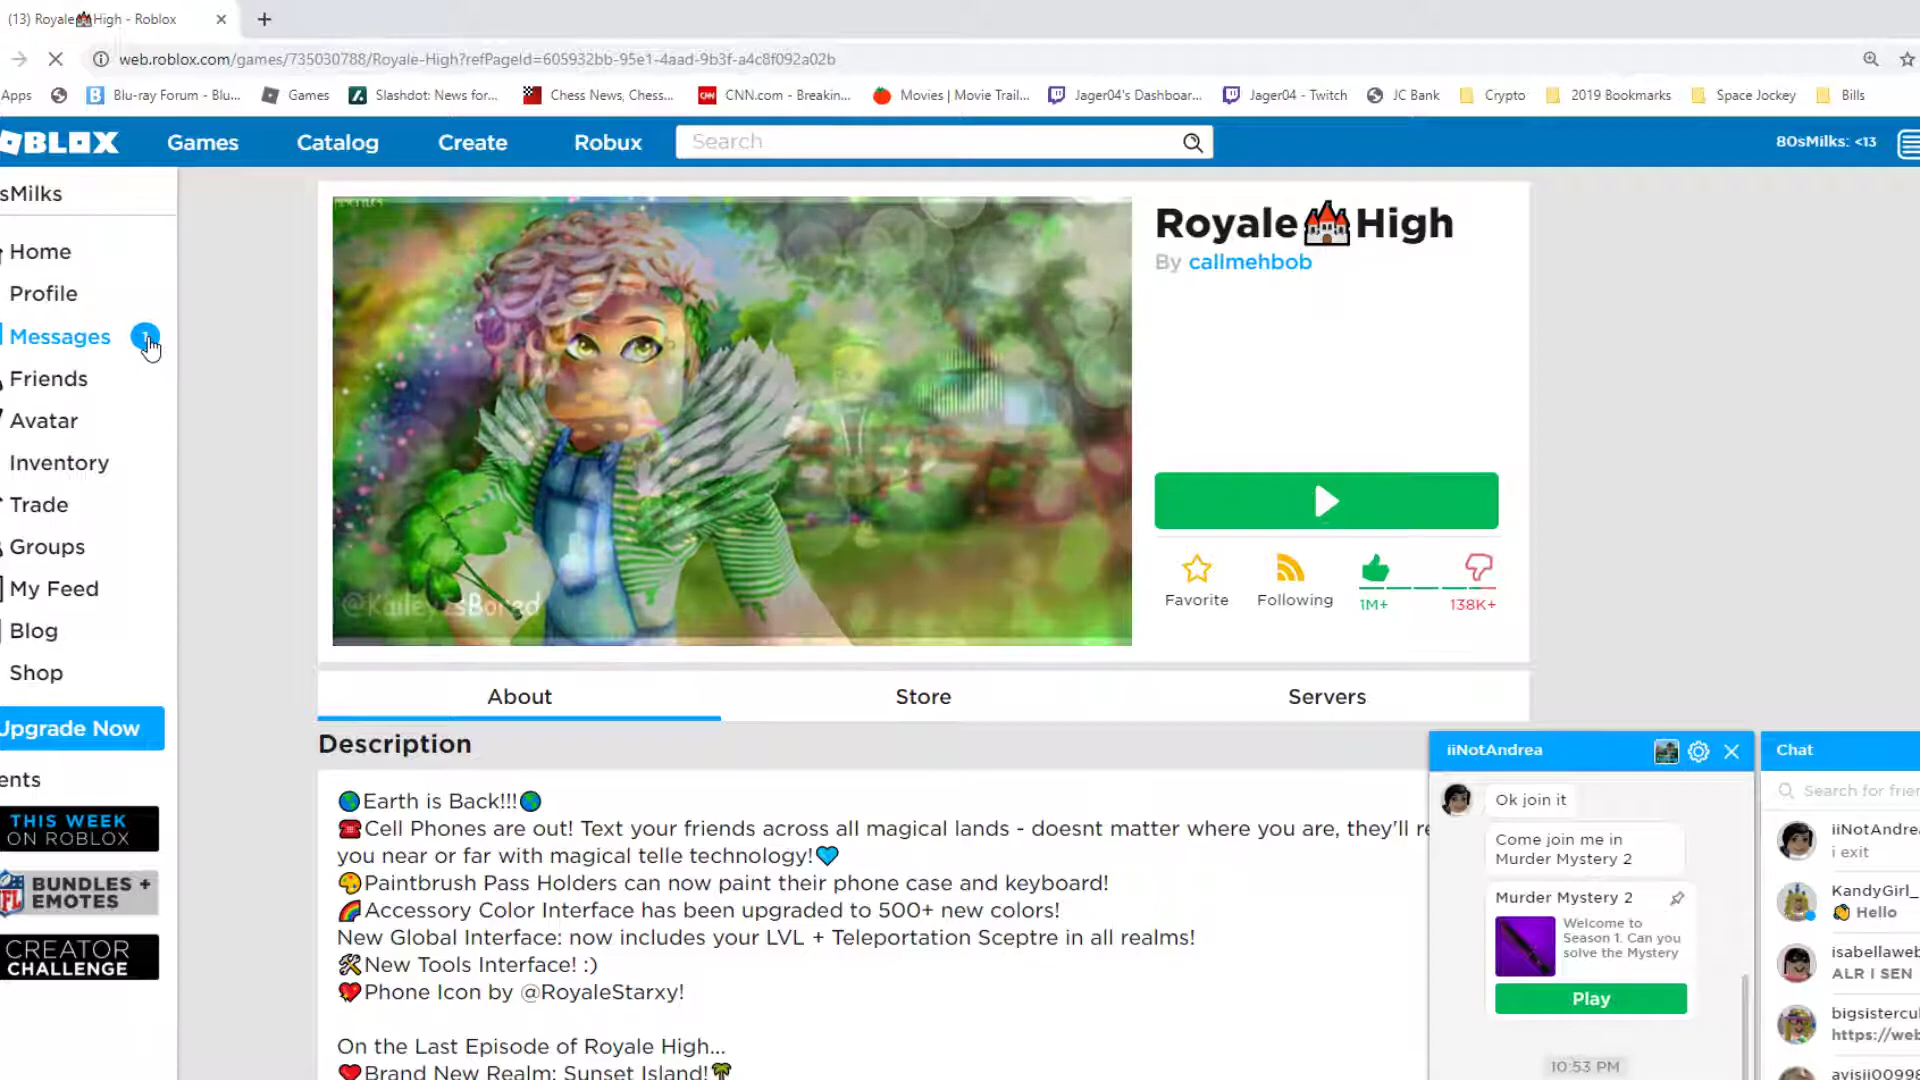 (13) Royale🏰High - Roblox
web.roblox.com/games/735030788/Royale-High?refPageId=605932bb-95e1-4aad-9b3f-a4c8f092a02b
Apps
Blu-ray Forum - Blu...
Games
Slashdot: News for...
Chess News, Chess...
CNN.com - Breakin...
Movies | Movie Trail...
Jager04's Dashboar...
Jager04 - Twitch
JC Bank
Crypto
2019 Bookmarks
Space Jockey
Bills
OBLOX
Games
Catalog
Create
Robux
Search
80sMilks: <13
sMilks
Home
Profile
Messages 1
Friends
Avatar
Inventory
Trade
Groups
My Feed
Blog
Shop
Upgrade Now
ents
THIS WEEK
ON ROBLOX
NFL
BUNDLES +
EMOTES
CREATOR
CHALLENGE
Royale🏰High
By callmehbob
Favorite
Following
1M+
138K+
About
Store
Servers
Description
🌎Earth is Back!!!🌎
☎️Cell Phones are out! Text your friends across all magical lands - doesnt matter where you are, they'll re
you near or far with magical telle technology!💙
🎨Paintbrush Pass Holders can now paint their phone case and keyboard!
🌈Accessory Color Interface has been upgraded to 500+ new colors!
New Global Interface: now includes your LVL + Teleportation Sceptre in all realms!
🛠New Tools Interface! :)
💖Phone Icon by @RoyaleStarxy!
On the Last Episode of Royale High...
❤️Brand New Realm: Sunset Island!🌴
iiNotAndrea
Ok join it
Come join me in
Murder Mystery 2
Murder Mystery 2
Welcome to
Season 1. Can you
solve the Mystery
Play
10:53 PM
Chat
Search for frien
iiNotAndrea
i exit
KandyGirl_
👋 Hello
isabellaweb
ALR I SEN
bigsistercul
https://web
avisii00998